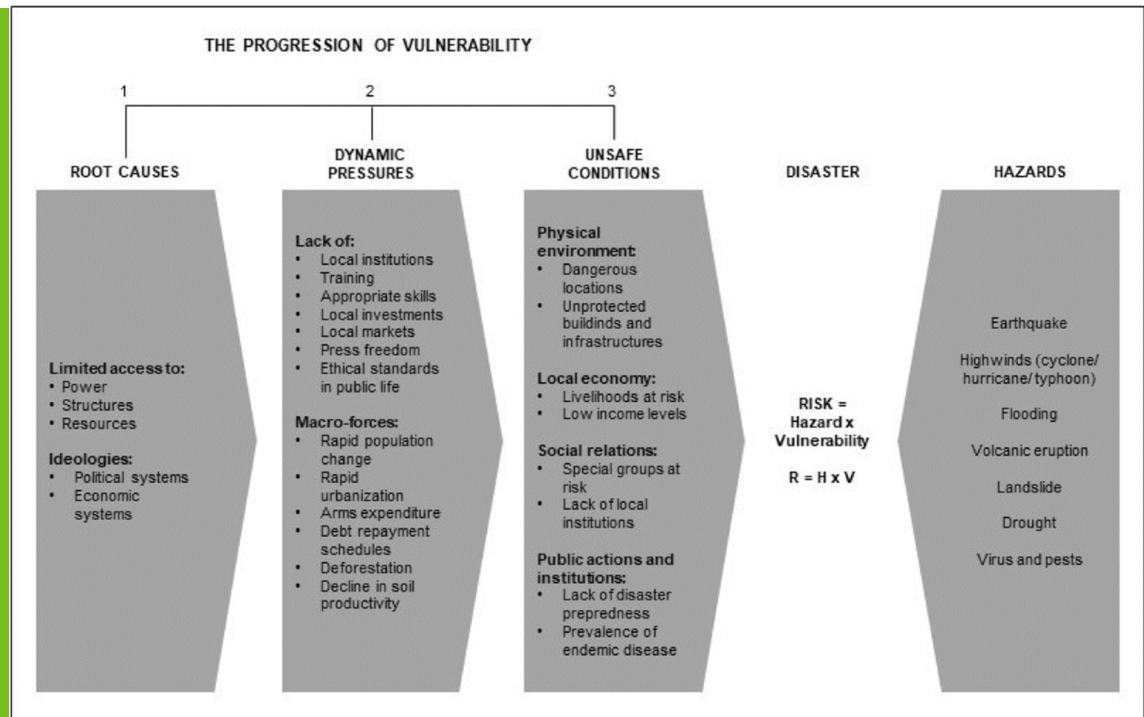 THE PROGRESSION OF VULNERABILITY
1
2
3
ROOT CAUSES
DYNAMIC
PRESSURES
UNSAFE
CONDITIONS
DISASTER
HAZARDS
Limited access to:
• Power
• Structures
• Resources
Ideologies:
• Political systems
• Economic
systems
Lack of:
• Local institutions
• Training
• Appropriate skills
• Local investments
• Local markets
• Press freedom
• Ethical standards
in public life
Macro-forces:
• Rapid population
change
• Rapid
urbanization
• Arms expenditure
• Debt repayment
schedules
• Deforestation
• Decline in soil
productivity
Physical
environment:
• Dangerous
locations
• Unprotected
buildinds and
infrastructures
Local economy:
• Livelihoods at risk
• Low income levels
Social relations:
• Special groups at
risk
• Lack of local
institutions
Public actions and
institutions:
• Lack of disaster
prepredness
• Prevalence of
endemic disease
RISK =
Hazard x
Vulnerability
R = H x V
Earthquake
Highwinds (cyclone/
hurricane/ typhoon)
Flooding
Volcanic eruption
Landslide
Drought
Virus and pests